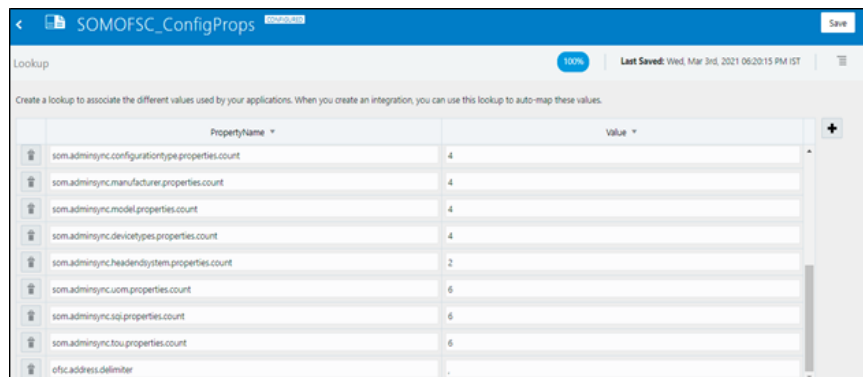 SOMOFSC_ConfigProps CONFIGURED Save
Lookup 100% Last Saved: Wed, Mar 3rd, 2021 06:20:15 PM IST
Create a lookup to associate the different values used by your applications. When you create an integration, you can use this lookup to auto-map these values.
PropertyName Value
som.adminsync.configurationtype.properties.count 4
som.adminsync.manufacturer.properties.count 4
som.adminsync.model.properties.count 4
som.adminsync.devicetypes.properties.count 4
som.adminsync.headendsystem.properties.count 2
som.adminsync.uom.properties.count 6
som.adminsync.sqi.properties.count 6
som.adminsync.tou.properties.count 6
ofsc.address.delimiter ,